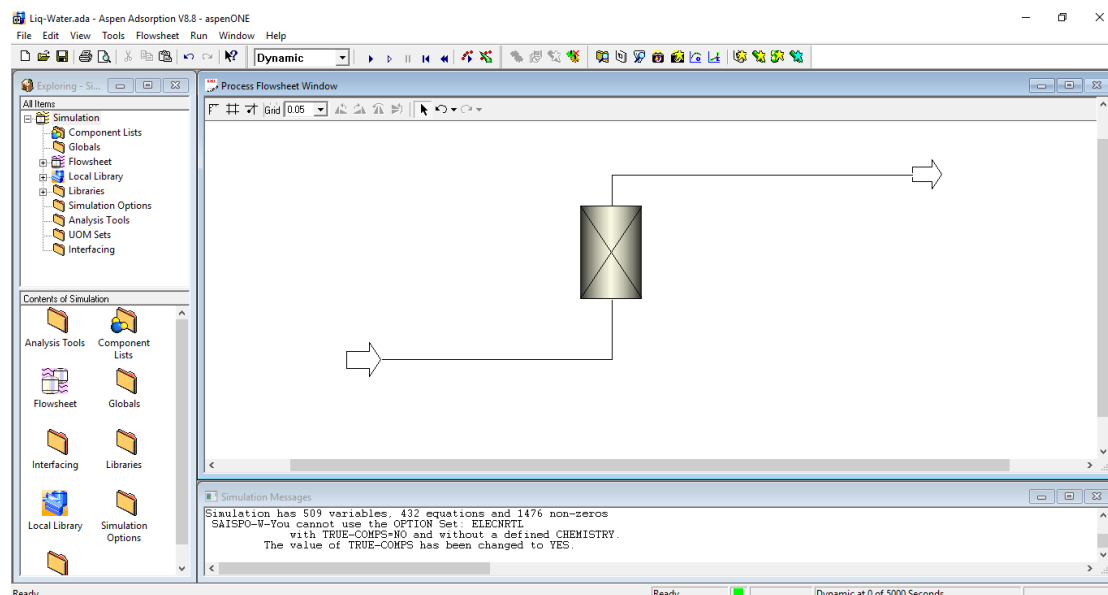 Liq-Water.ada - Aspen Adsorption V8.8 - aspenONE
File Edit View Tools Flowsheet Run Window Help
Dynamic
Exploring - Si...
All Items
Simulation
Component Lists
Globals
Flowsheet
Local Library
Libraries
Simulation Options
Analysis Tools
UOM Sets
Interfacing
Contents of Simulation
Analysis Tools
Component Lists
Flowsheet
Globals
Interfacing
Libraries
Local Library
Simulation Options
Process Flowsheet Window
Grid 0.05
Simulation Messages
Simulation has 509 variables, 432 equations and 1476 non-zeros
SAISPO-W-You cannot use the OPTION Set: ELECNRTL
with TRUE-COMPS=NO and without a defined CHEMISTRY.
The value of TRUE-COMPS has been changed to YES.
Ready
Ready
Dynamic at 0 of 5000 Seconds